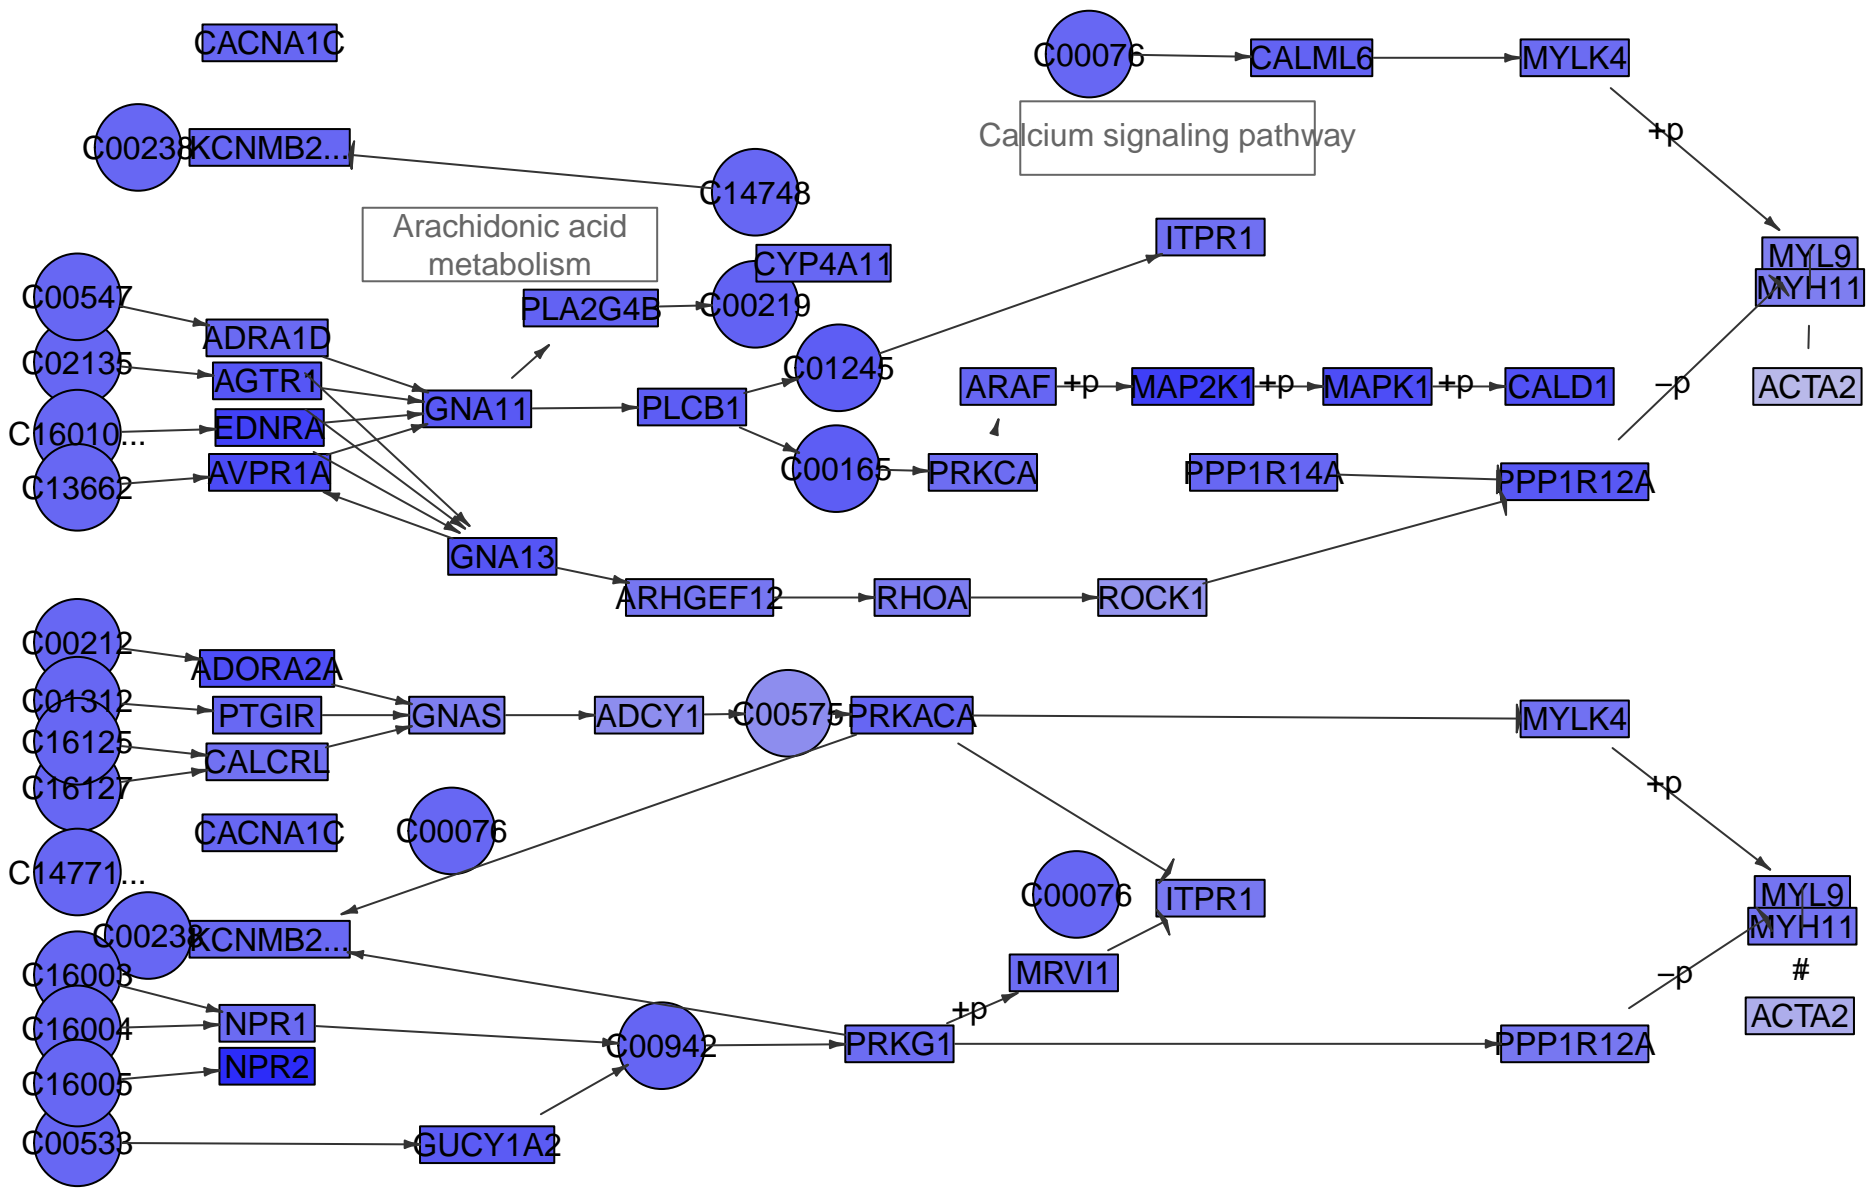 CACNA1C
C00076
CALML6
MYLK4
Calcium signaling pathway
+p
C00238
KCNMB2...
C14748
Arachidonic acid
metabolism
ITPR1
MYL9
MYH11
CYP4A11
C00219
PLA2G4B
C00547
ADRA1D
C02135
AGTR1
C16010...
EDNRA
C13662
AVPR1A
GNA11
PLCB1
C01245
C00165
ARAF
+p
MAP2K1
+p
MAPK1
+p
CALD1
–p
ACTA2
PRKCA
PPP1R14A
PPP1R12A
GNA13
ARHGEF12
RHOA
ROCK1
C00212
ADORA2A
C01312
PTGIR
GNAS
ADCY1
C00575
PRKACA
MYLK4
C16125
CALCRL
C16127
+p
CACNA1C
C00076
C14771...
C00076
ITPR1
MYL9
MYH11
C00238
KCNMB2...
C16003
MRVI1
–p
#
+p
ACTA2
C16004
NPR1
C00942
PRKG1
PPP1R12A
C16005
NPR2
C00533
GUCY1A2